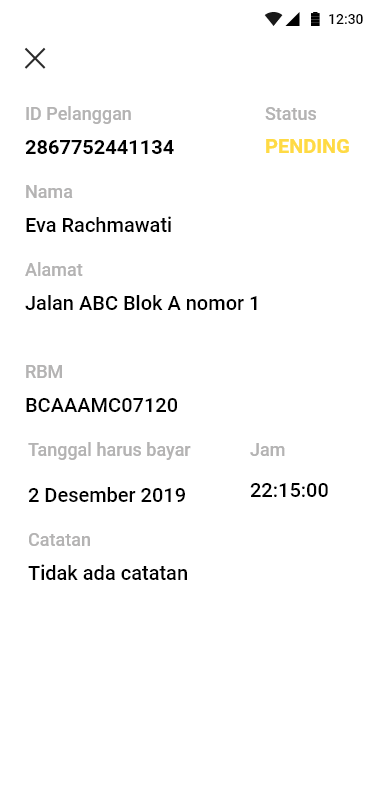 12:30
ID Pelanggan
Status
2867752441134
PENDING
Nama
Eva Rachmawati
Alamat
Jalan ABC Blok A nomor 1
RBM
BCAAAMC07120
Tanggal harus bayar
Jam
2 Desember 2019
22:15:00
Catatan
Tidak ada catatan